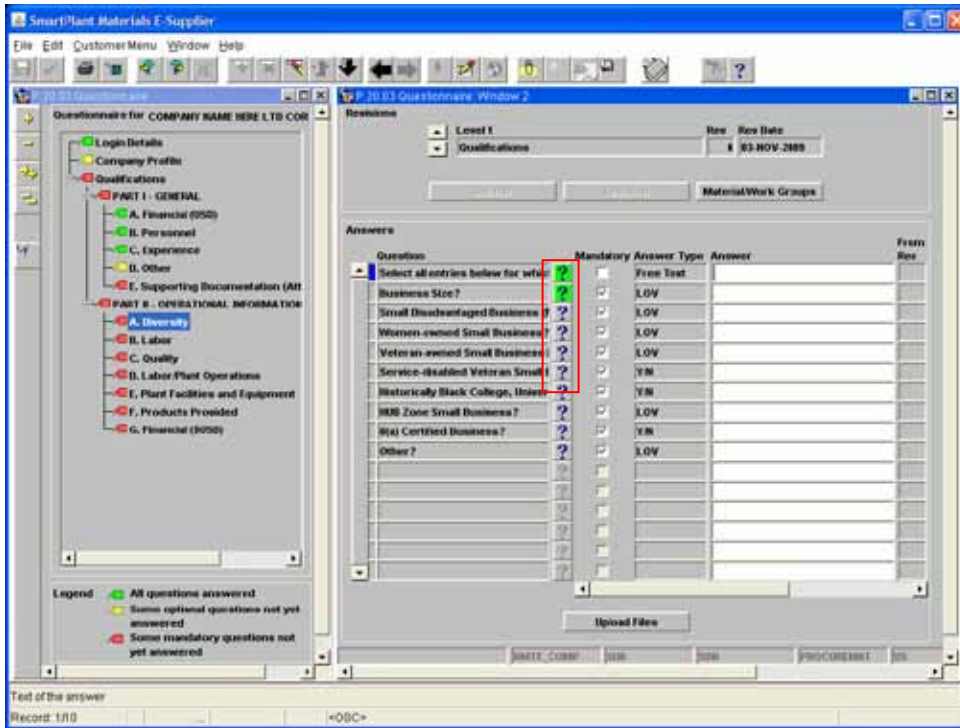 SmartPlant Materials E-Supplier
File Edit Customer Menu Window Help
P.20.03 Questionnaire
Questionnaire for COMPANY NAME HERE LTD COR
Login Details
Company Profile
Qualifications
PART I - GENERAL
A. Financial (USD)
B. Personnel
C. Experience
D. Other
E. Supporting Documentation (Att
PART II - OPERATIONAL INFORMATION
A. Diversity
B. Labor
C. Quality
D. Labor/Plant Operations
E. Plant Facilities and Equipment
F. Products Provided
G. Financial ($USD)
Legend
All questions answered
Some optional questions not yet
answered
Some mandatory questions not
yet answered
P.20.03 Questionnaire: Window 2
Revisions
Level 1 Rev Rev Date
Qualifications 03-NOV-2009
Material/Work Groups
Answers
Question Mandatory Answer Type Answer From
Rev
Select all entries below for whic ? Free Text
Business Size? ? LOV
Small Disadvantaged Business ? LOV
Women-owned Small Business? ? LOV
Veteran-owned Small Business ? LOV
Service-disabled Veteran Small ? Y/N
Historically Black College, Univer ? Y/N
HUB Zone Small Business? ? LOV
8(a) Certified Business? ? Y/N
Other? ? LOV
Upload Files
Text of the answer
Record: 1/10 <OSC>